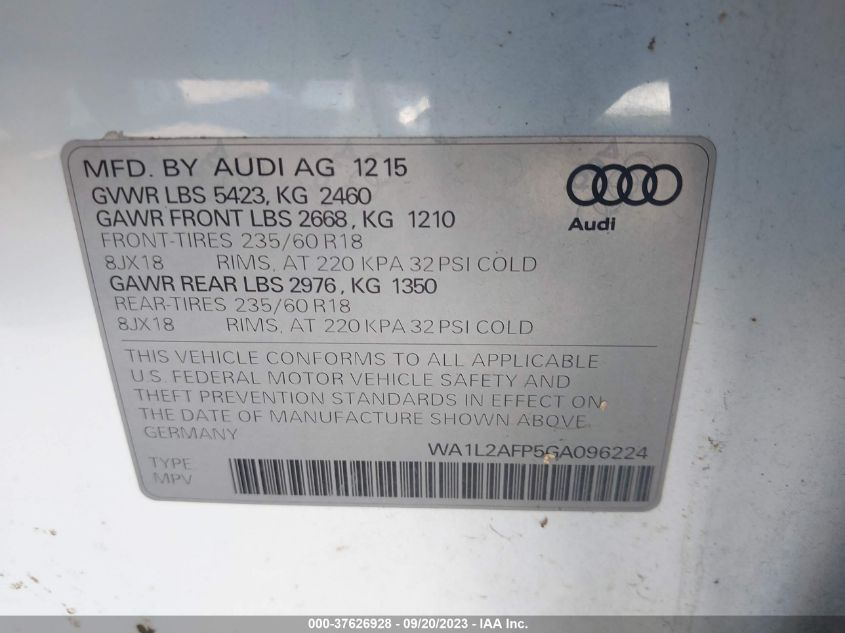 MFD. BY AUDI AG 12 15
GVWR LBS 5423, KG 2460
GAWR FRONT LBS 2668, KG 1210
FRONT-TIRES 235/60 R18
8JX18 RIMS, AT 220 KPA 32 PSI COLD
GAWR REAR LBS 2976, KG 1350
REAR-TIRES 235/60 R18
8JX18 RIMS, AT 220 KPA 32 PSI COLD
Audi
THIS VEHICLE CONFORMS TO ALL APPLICABLE
U.S. FEDERAL MOTOR VEHICLE SAFETY AND
THEFT PREVENTION STANDARDS IN EFFECT ON
THE DATE OF MANUFACTURE SHOWN ABOVE.
GERMANY
WA1L2AFP5GA096224
TYPE
MPV
000-37626928 - 09/20/2023 - iaai.com